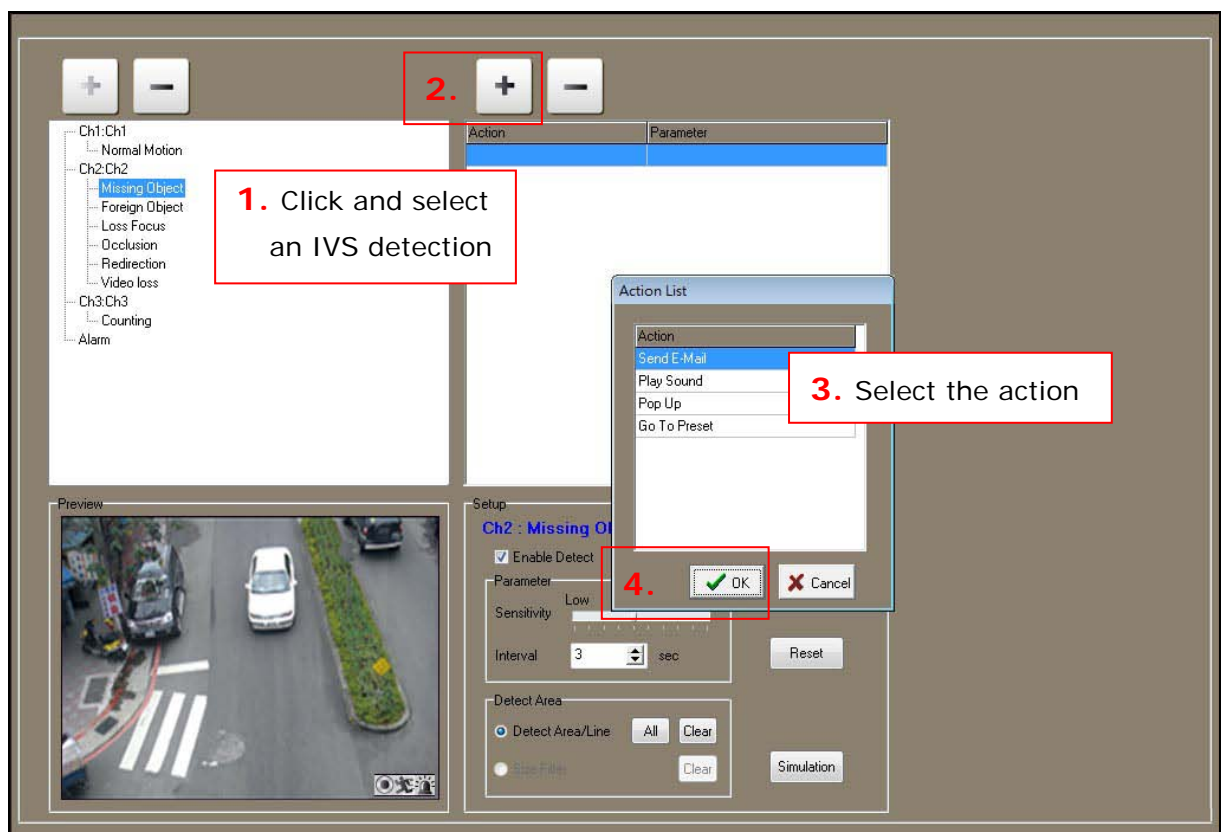 2.
Action Parameter
Ch1:Ch1
Normal Motion
Ch2:Ch2
Missing Object
Foreign Object
Loss Focus
Occlusion
Redirection
Video loss
Ch3:Ch3
Counting
Alarm
1. Click and select
an IVS detection
Action List
Action
Send E-Mail
Play Sound
Pop Up
Go To Preset
3. Select the action
4.
OK
Cancel
Preview
Setup
Ch2 : Missing
Enable Detect
Parameter
Low
Sensitivity
Interval 3 sec
Reset
Detect Area
Detect Area/Line All Clear
Size Filter Clear
Simulation